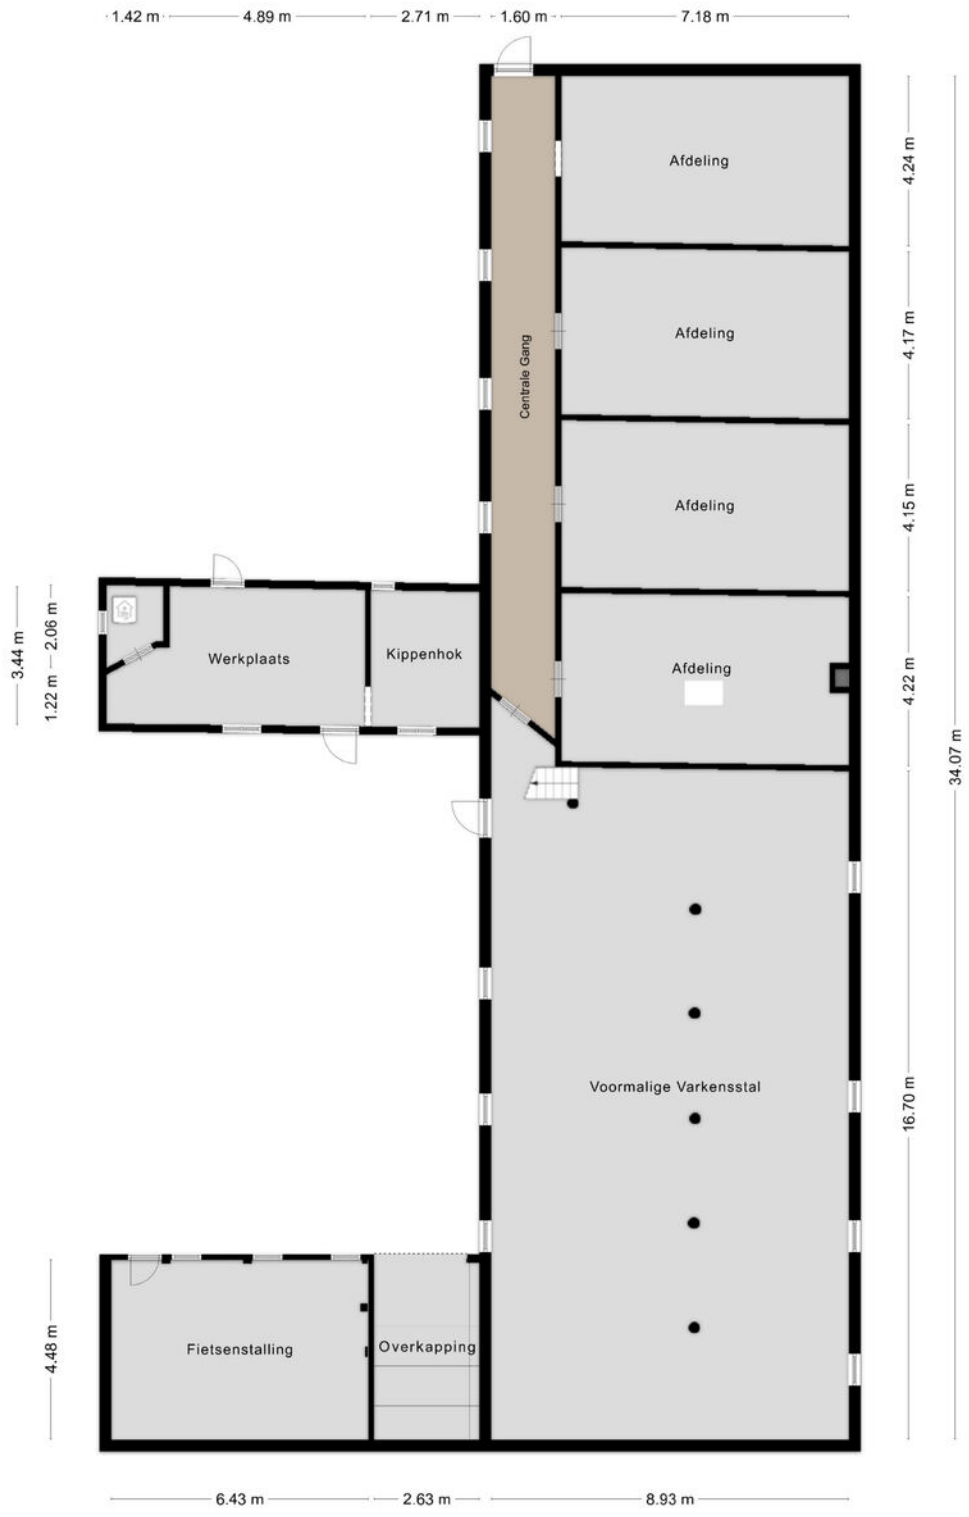 1.42 m
4.89 m
2.71 m
1.60 m
7.18 m
Afdeling
4.24 m
Afdeling
4.17 m
Centrale Gang
Afdeling
4.15 m
3.44 m
2.06 m
1.22 m
Werkplaats
Kippenhok
Afdeling
4.22 m
34.07 m
Voormalige Varkensstal
16.70 m
4.48 m
Fietsenstalling
Overkapping
6.43 m
2.63 m
8.93 m